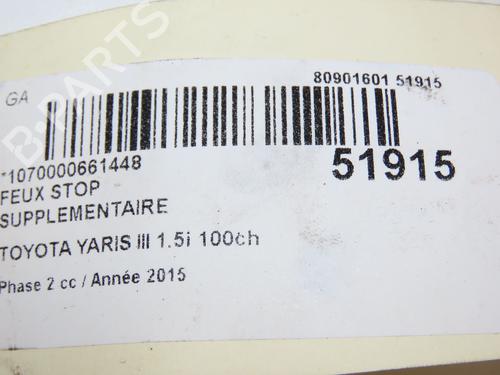 GA
80901601 51915
*1070000661448
51915
FEUX STOP
SUPPLEMENTAIRE
TOYOTA YARIS III 1.5i 100ch
Phase 2 cc / Année 2015
B-PARTS